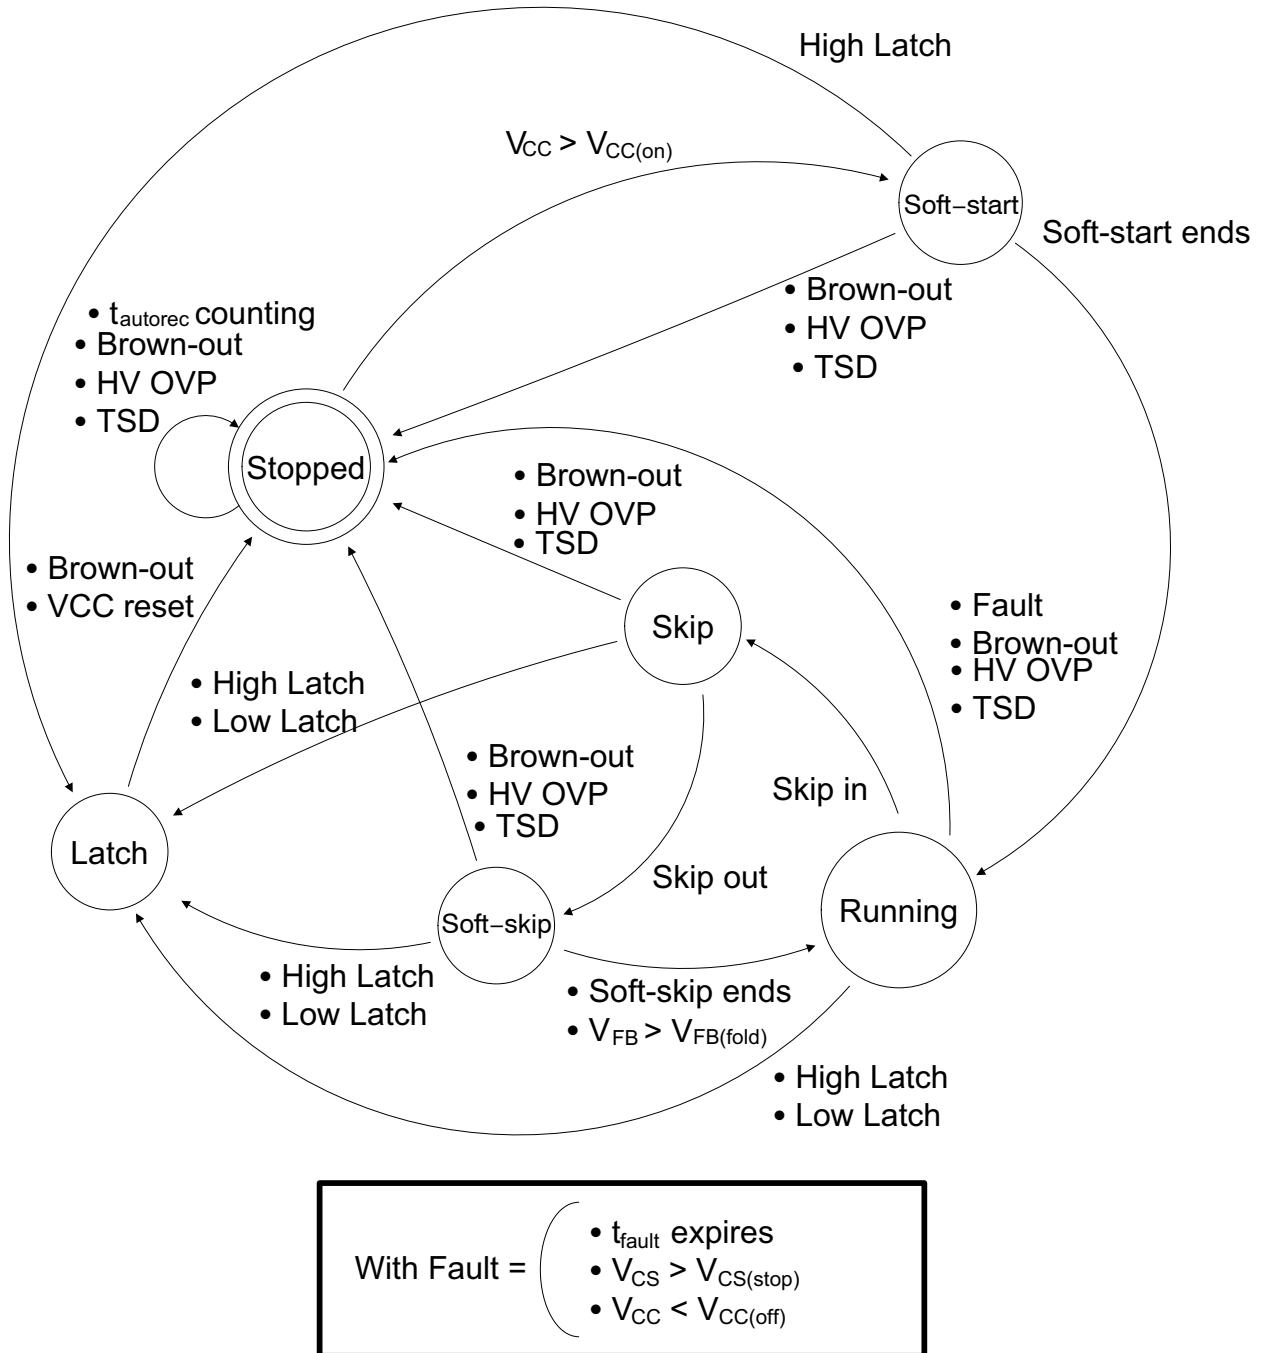 High Latch
VCC > VCC(on)
Soft−start
Soft-start ends
• Brown-out
• HV OVP
• TSD
• tautorec counting
• Brown-out
• HV OVP
• TSD
Stopped
• Brown-out
• HV OVP
• TSD
• Brown-out
• VCC reset
• Fault
• Brown-out
• HV OVP
• TSD
Skip
• High Latch
• Low Latch
• Brown-out
• HV OVP
• TSD
Skip in
Latch
Skip out
Soft−skip
Running
• High Latch
• Low Latch
• Soft-skip ends
• VFB > VFB(fold)
• High Latch
• Low Latch
With Fault =
• tfault expires
• VCS > VCS(stop)
• VCC < VCC(off)